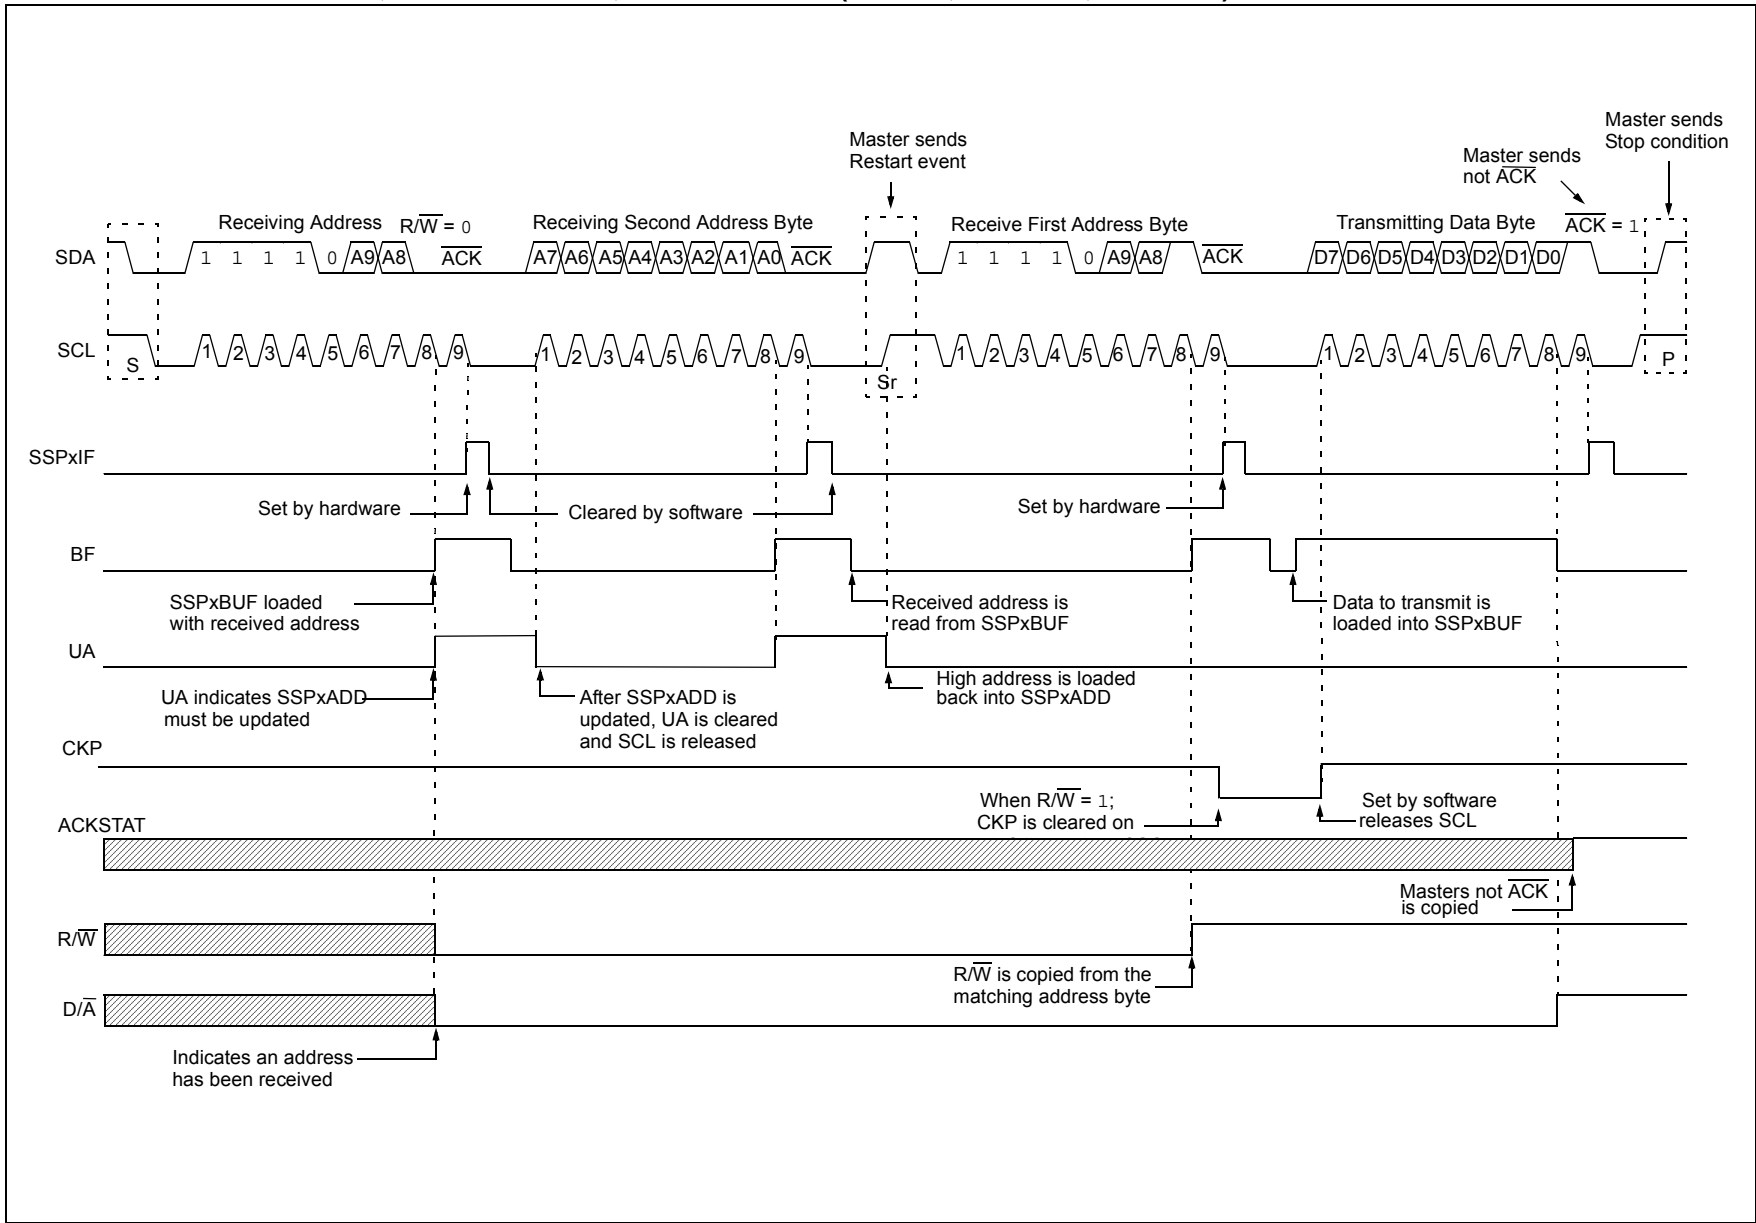 Master sends
Restart event
Master sends
not ACK
Master sends
Stop condition
Receiving Address R/W = 0
Receiving Second Address Byte
Receive First Address Byte
Transmitting Data Byte
ACK = 1
SDA
1 1 1 1 0 A9 A8 ACK
A7 A6 A5 A4 A3 A2 A1 A0 ACK
1 1 1 1 0 A9 A8 ACK
D7 D6 D5 D4 D3 D2 D1 D0
SCL
S
1 2 3 4 5 6 7 8 9
1 2 3 4 5 6 7 8 9
Sr
1 2 3 4 5 6 7 8 9
1 2 3 4 5 6 7 8 9
P
SSPxIF
Set by hardware
Cleared by software
Set by hardware
BF
SSPxBUF loaded
with received address
Received address is
read from SSPxBUF
Data to transmit is
loaded into SSPxBUF
UA
UA indicates SSPxADD
must be updated
After SSPxADD is
updated, UA is cleared
and SCL is released
High address is loaded
back into SSPxADD
CKP
When R/W = 1;
CKP is cleared on
Set by software
releases SCL
ACKSTAT
Masters not ACK
is copied
R/W
R/W is copied from the
matching address byte
D/A
Indicates an address
has been received